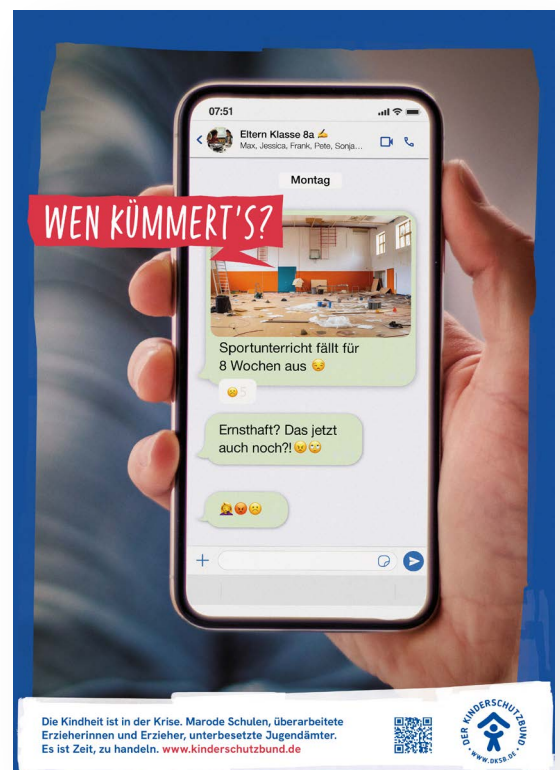 07:51
Eltern Klasse 8a
Max, Jessica, Frank, Pete, Sonja...
Montag
WEN KÜMMERT'S?
Sportunterricht fällt für
8 Wochen aus 😔
5
Ernsthaft? Das jetzt
auch noch?! 😠🙄
🤦‍♀️😡☹️
Die Kindheit ist in der Krise. Marode Schulen, überarbeitete
Erzieherinnen und Erzieher, unterbesetzte Jugendämter.
Es ist Zeit, zu handeln. www.kinderschutzbund.de
DER KINDERSCHUTZBUND
WWW.DKSB.DE